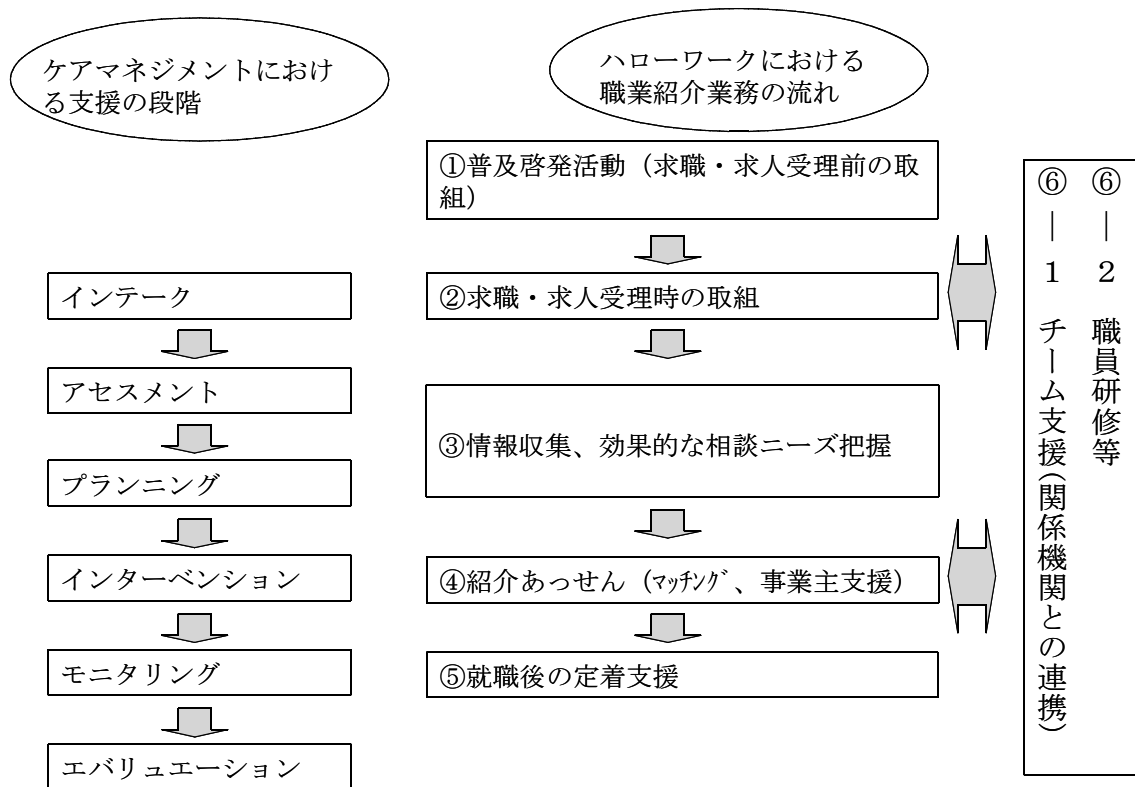 ケアマネジメントにおけ
る支援の段階
ハローワークにおける
職業紹介業務の流れ
①普及啓発活動（求職・求人受理前の取
組）
インテーク
②求職・求人受理時の取組
アセスメント
③情報収集、効果的な相談ニーズ把握
プランニング
インターベンション
④紹介あっせん（ﾏｯﾁﾝｸﾞ、事業主支援）
モニタリング
⑤就職後の定着支援
エバリュエーション
⑥―2　職員研修等
⑥―1　チーム支援（関係機関との連携）